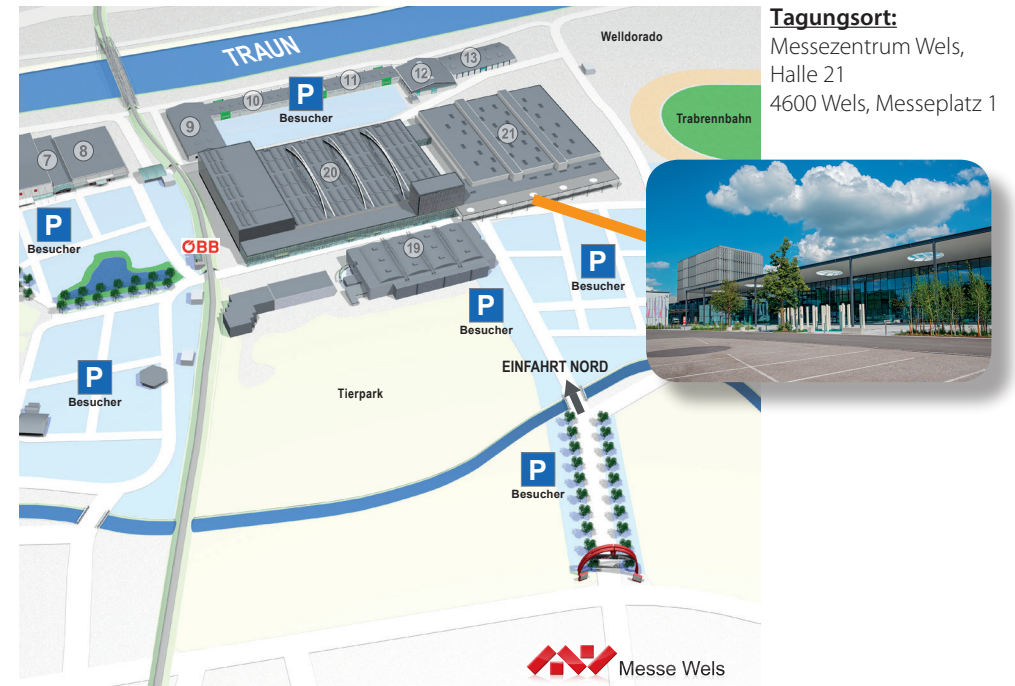 Tagungsort:
Messezentrum Wels,
Halle 21
4600 Wels, Messeplatz 1
TRAUN
Welldorado
13
12
11
10
P
Besucher
9
21
Trabrennbahn
7
8
20
P
Besucher
ÖBB
19
P
Besucher
P
Besucher
EINFAHRT NORD
P
Besucher
Tierpark
P
Besucher
Messe Wels